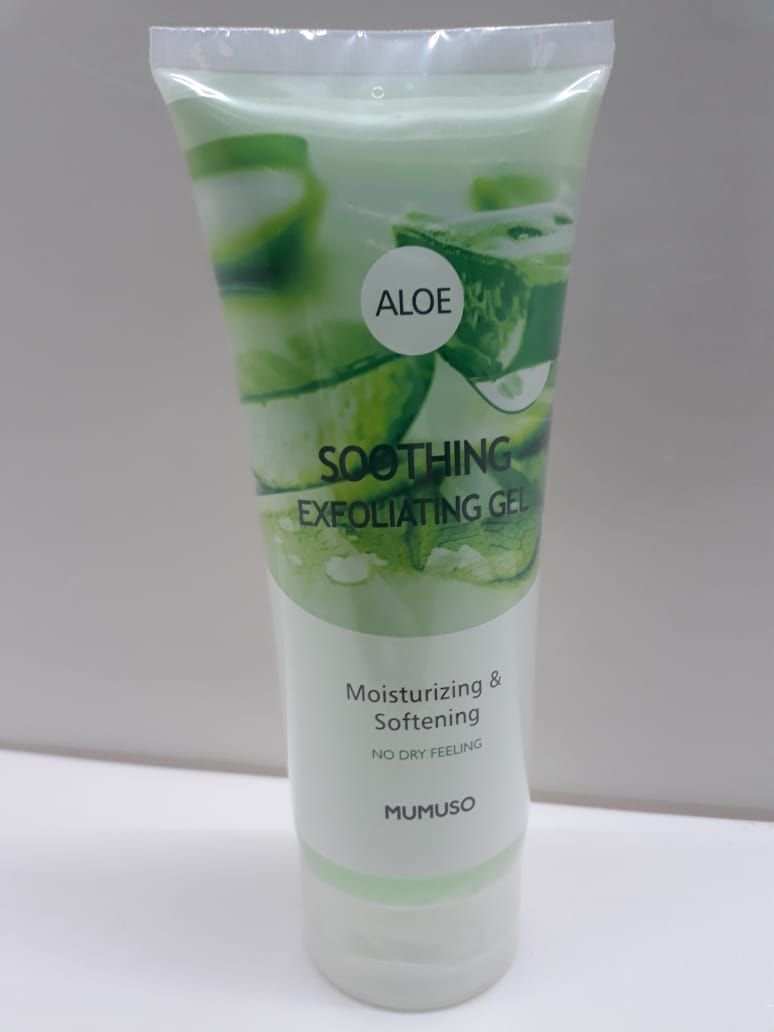 ALOE
SOOTHING
EXFOLIATING GEL
Moisturizing &
Softening
NO DRY FEELING
MUMUSO